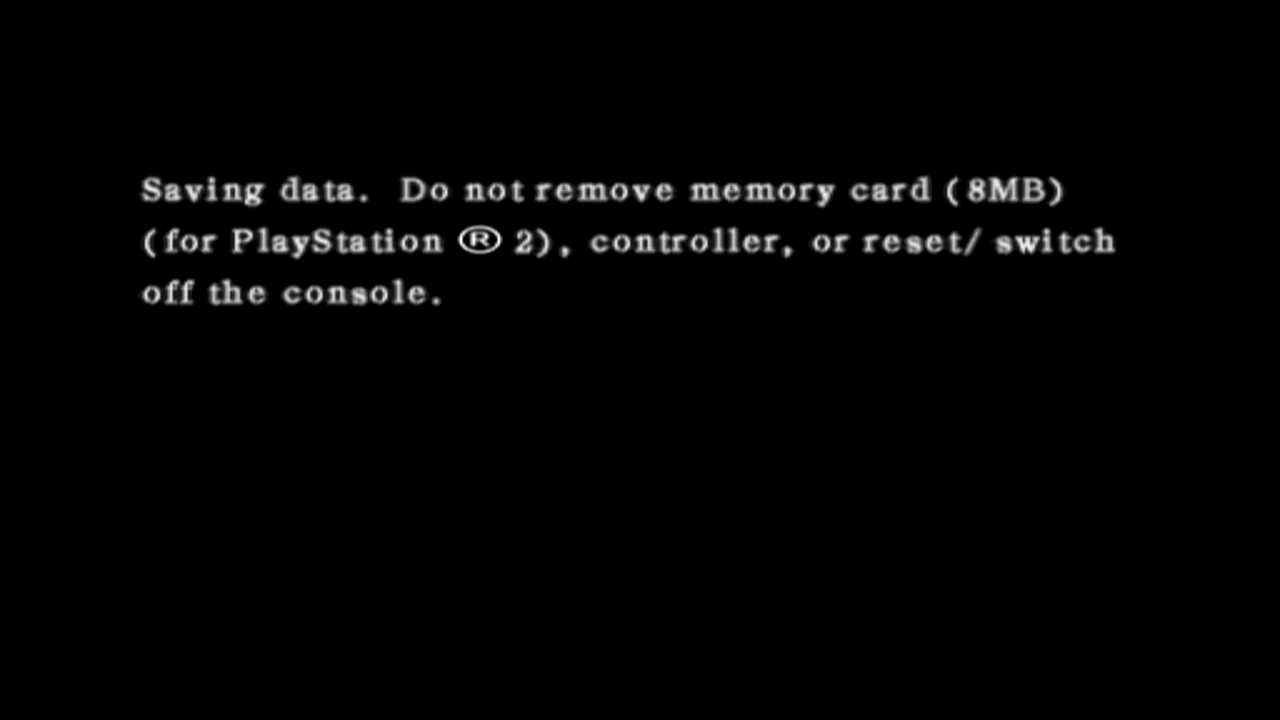 Saving data. Do not remove memory card (8MB)
(for PlayStation ® 2), controller, or reset/ switch
off the console.